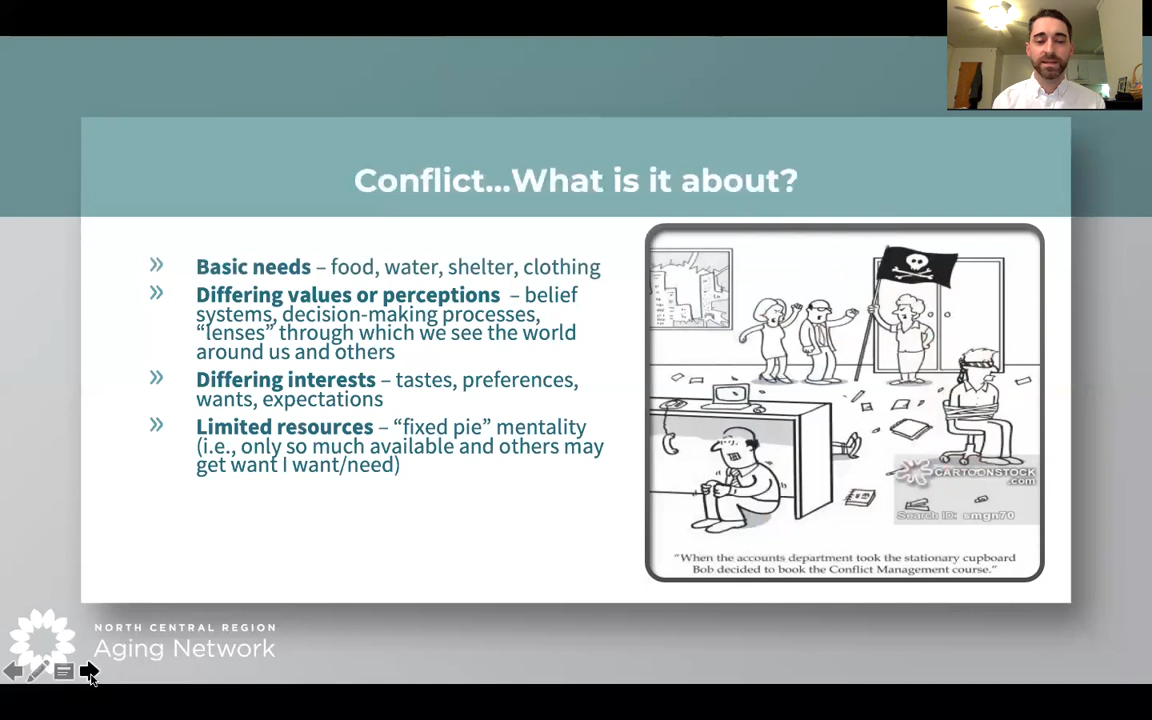 Conflict...What is it about?
» Basic needs – food, water, shelter, clothing
» Differing values or perceptions – belief
systems, decision-making processes,
“lenses” through which we see the world
around us and others
» Differing interests – tastes, preferences,
wants, expectations
» Limited resources – “fixed pie” mentality
(i.e., only so much available and others may
get want I want/need)
CARTOONSTOCK
.com
Search ID: smgn70
“When the accounts department took the stationary cupboard
Bob decided to book the Conflict Management course.”
NORTH CENTRAL REGION
Aging Network